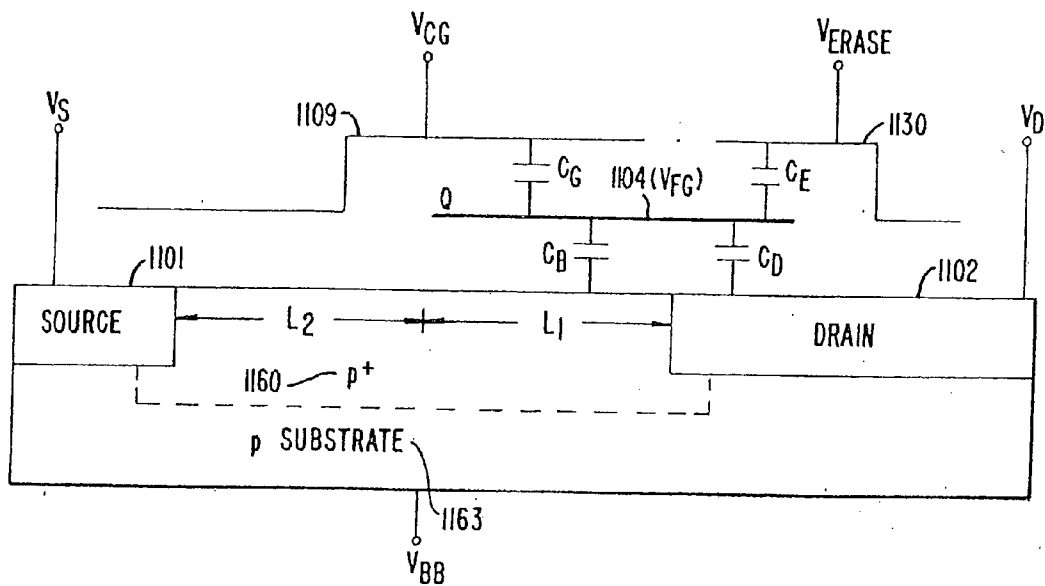 V_CG
V_ERASE
V_S
1109
1130
V_D
C_G
1104 (V_FG)
C_E
Q
1101
C_B
C_D
1102
SOURCE
L_2
L_1
DRAIN
1160 p+
p SUBSTRATE
1163
V_BB